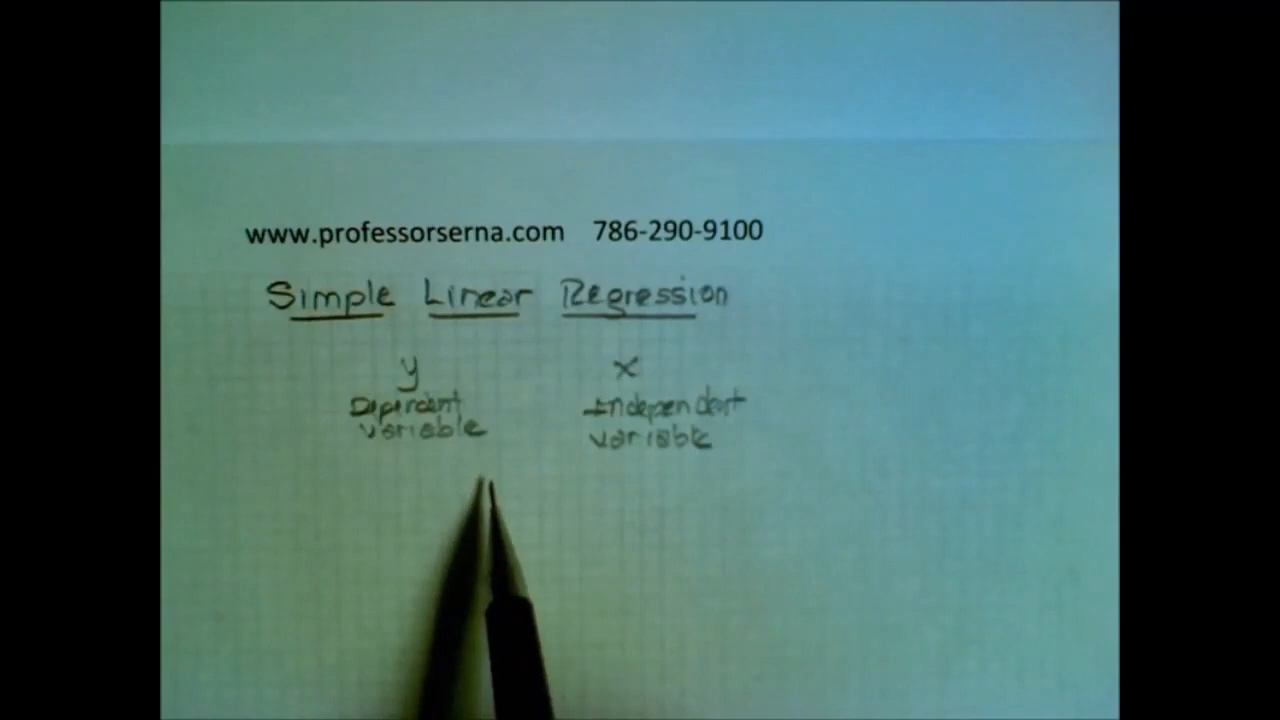 www.professorserna.com 786-290-9100
Simple Linear Regression
y x
Dependent Independent
variable variable